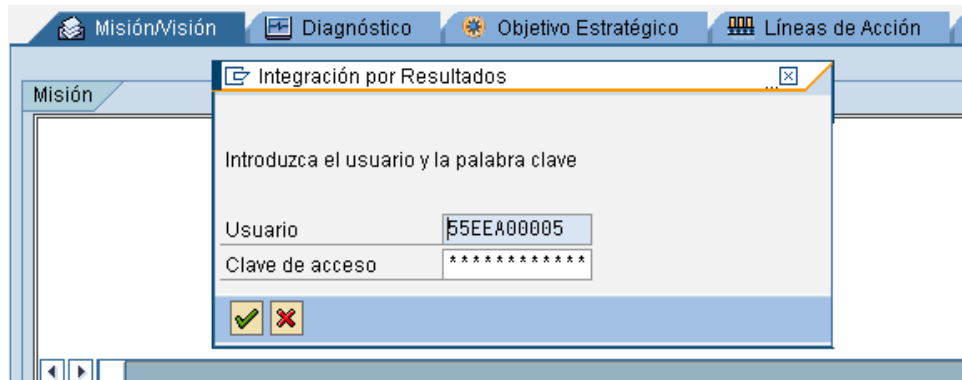 Misión/Visión Diagnóstico Objetivo Estratégico Líneas de Acción
Integración por Resultados
Misión
Introduzca el usuario y la palabra clave
Usuario 55EEA00005
Clave de acceso ************